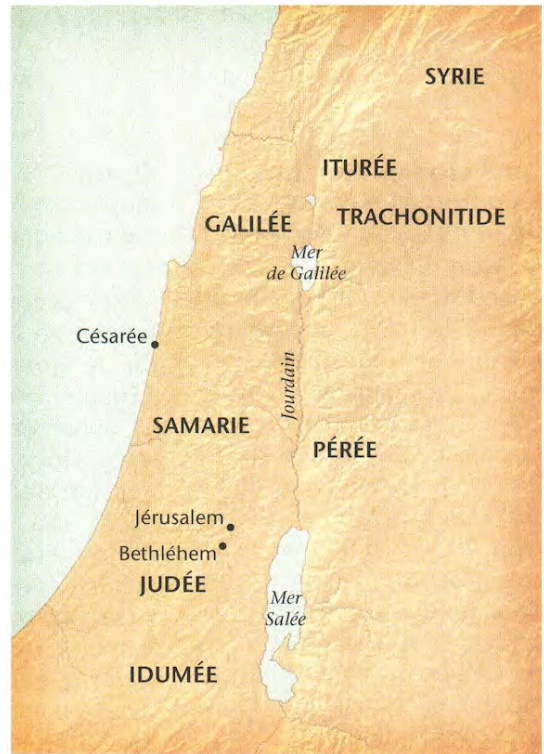 SYRIE
ITURÉE
GALILÉE
TRACHONITIDE
Mer
de Galilée
Césarée
Jourdain
SAMARIE
PÉRÉE
Jérusalem
Bethléhem
JUDÉE
Mer
Salée
IDUMÉE